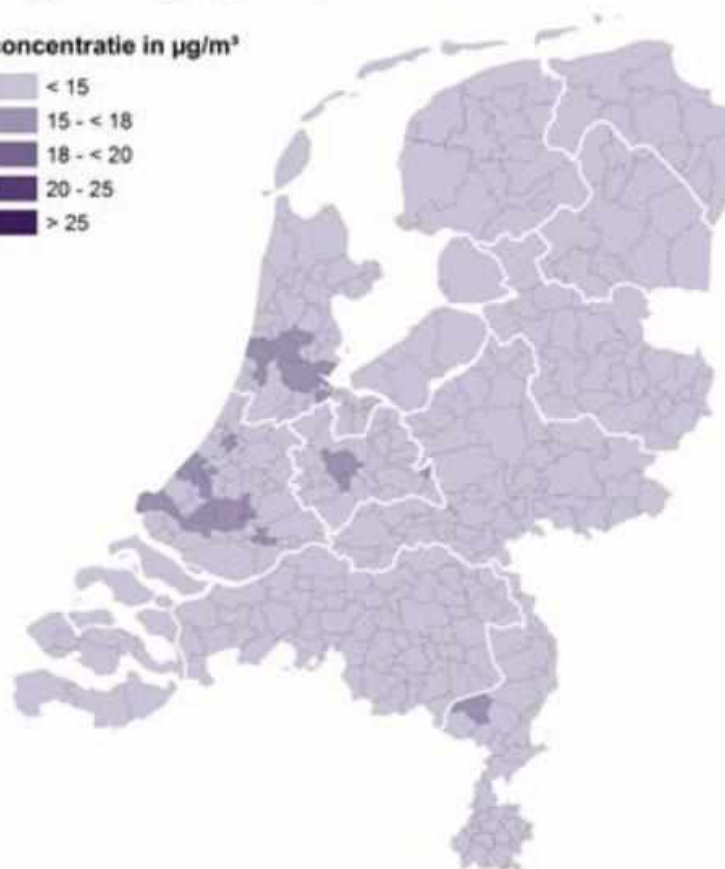 oncentratie in µg/m³
< 15
15 - < 18
18 - < 20
20 - 25
> 25